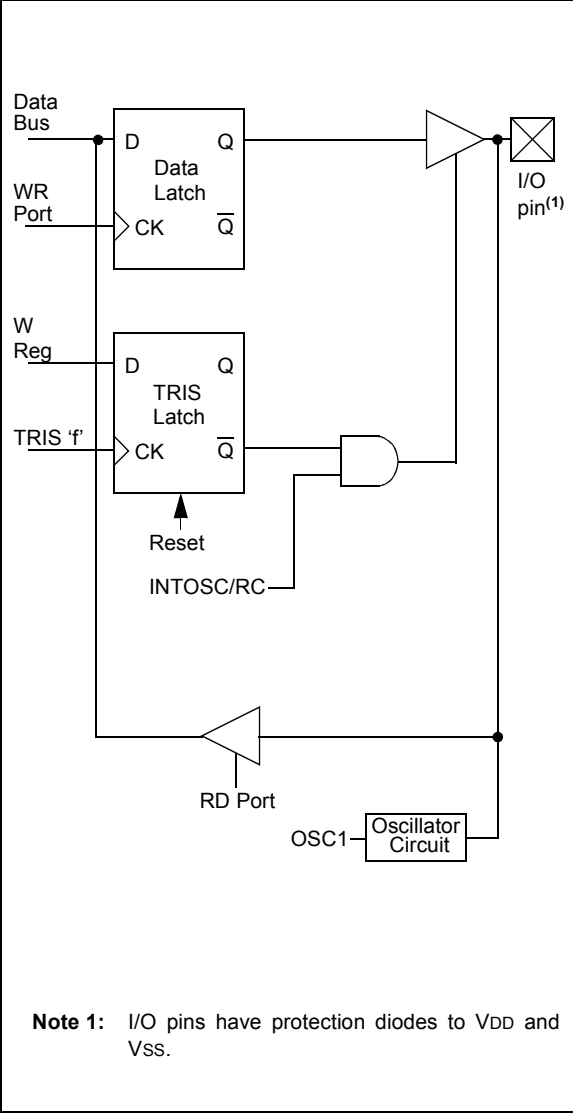 Data
Bus
D
Q
Data
Latch
WR
Port
CK
Q̅
I/O
pin(1)
W
Reg
D
Q
TRIS
Latch
TRIS ‘f’
CK
Q̅
Reset
INTOSC/RC
RD Port
OSC1
Oscillator
Circuit
Note 1: I/O pins have protection diodes to VDD and
VSS.